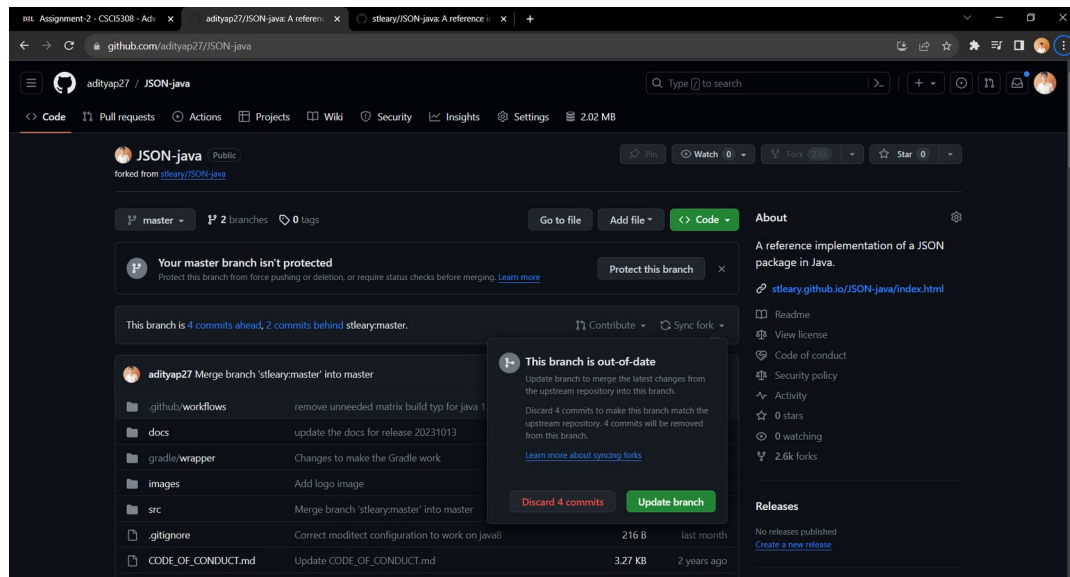 D2L Assignment-2 - CSCI5308 - Adv
adityap27/JSON-java: A referen
stleary/JSON-java: A reference in
github.com/adityap27/JSON-java
adityap27 / JSON-java
Type / to search
<> Code Pull requests Actions Projects Wiki Security Insights Settings 2.02 MB
JSON-java Public
Pin Watch 0 Fork 2.6k Star 0
forked from stleary/JSON-java
master 2 branches 0 tags
Go to file Add file <> Code
Your master branch isn't protected
Protect this branch from force pushing or deletion, or require status checks before merging. Learn more
Protect this branch
This branch is 4 commits ahead, 2 commits behind stleary:master.
Contribute Sync fork
This branch is out-of-date
Update branch to merge the latest changes from
the upstream repository into this branch.
Discard 4 commits to make this branch match the
upstream repository. 4 commits will be removed
from this branch.
Learn more about syncing forks
Discard 4 commits Update branch
adityap27 Merge branch 'stleary:master' into master
.github/workflows remove unneeded matrix build typ for java 1.
docs update the docs for release 20231013
gradle/wrapper Changes to make the Gradle work
images Add logo image
src Merge branch 'stleary:master' into master
.gitignore Correct moditect configuration to work on java8 216 B last month
CODE_OF_CONDUCT.md Update CODE_OF_CONDUCT.md 3.27 KB 2 years ago
About
A reference implementation of a JSON
package in Java.
stleary.github.io/JSON-java/index.html
Readme
View license
Code of conduct
Security policy
Activity
0 stars
0 watching
2.6k forks
Releases
No releases published
Create a new release